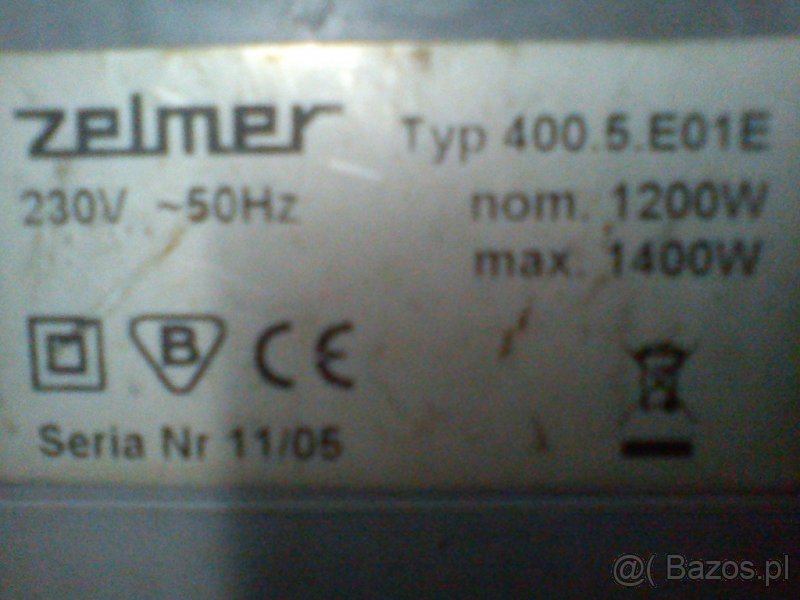 zelmer Typ 400.5.E01E
230V ~50Hz nom. 1200W
max. 1400W
B CE
Seria Nr 11/05
@( Bazos.pl